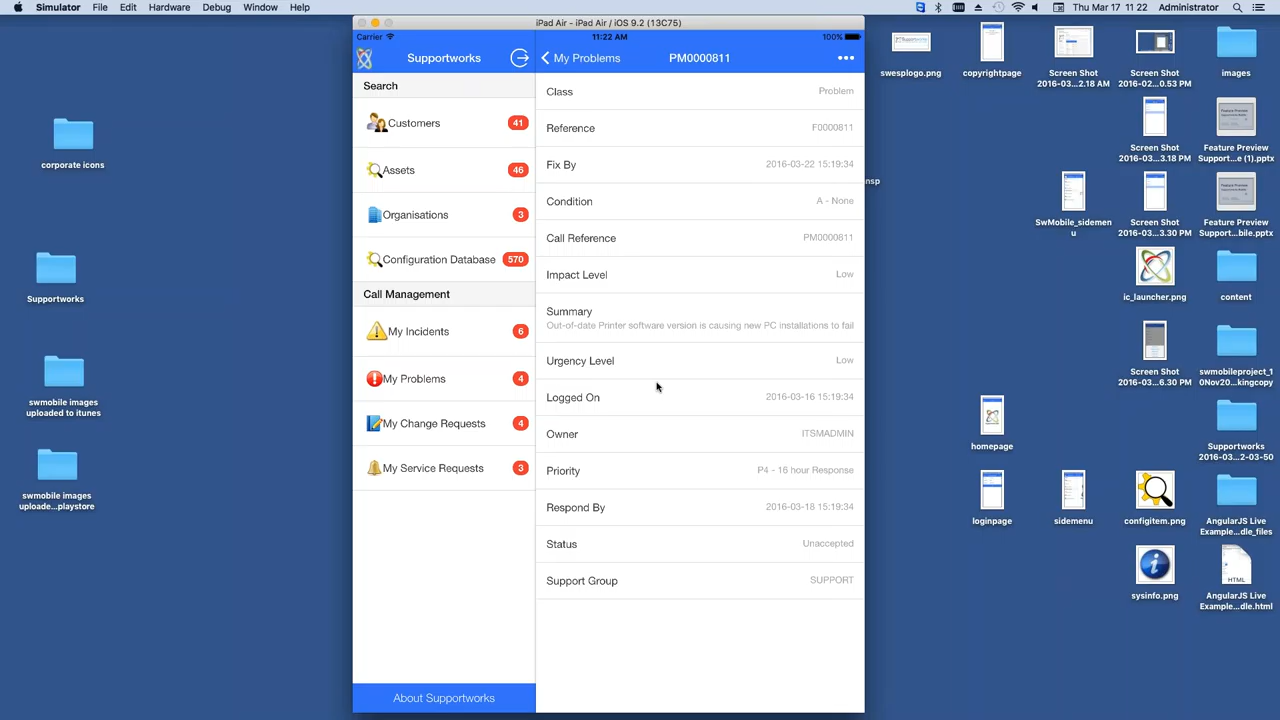 Simulator File Edit Hardware Debug Window Help
Thu Mar 17 11 22 Administrator
iPad Air - iPad Air / iOS 9.2 (13C75)
Carrier
11:22 AM
100%
Supportworks
My Problems
PM0000811
Search
Customers 41
Assets 46
Organisations 3
Configuration Database 570
Call Management
My Incidents 6
My Problems 4
My Change Requests 4
My Service Requests 3
About Supportworks
Class Problem
Reference F0000811
Fix By 2016-03-22 15:19:34
Condition A - None
Call Reference PM0000811
Impact Level Low
Summary
Out-of-date Printer software version is causing new PC installations to fail
Urgency Level Low
Logged On 2016-03-16 15:19:34
Owner ITSMADMIN
Priority P4 - 16 hour Response
Respond By 2016-03-18 15:19:34
Status Unaccepted
Support Group SUPPORT
corporate icons
Supportworks
swmobile images
uploaded to itunes
swmobile images
uploade...playstore
swesplogo.png
copyrightpage
Screen Shot
2016-03...2.18 AM
Screen Shot
2016-02...0.53 PM
images
Screen Shot
2016-03...3.18 PM
Feature Preview
Support...e (1).pptx
nsp
SwMobile_sidemen
u
Screen Shot
2016-03...3.30 PM
Feature Preview
Support...bile.pptx
ic_launcher.png
content
Screen Shot
2016-03...6.30 PM
swmobileproject_1
0Nov20...kingcopy
homepage
Supportworks
2016-03...2-03-50
loginpage
sidemenu
configitem.png
AngularJS Live
Example...dle_files
sysinfo.png
HTML
AngularJS Live
Example...dle.html